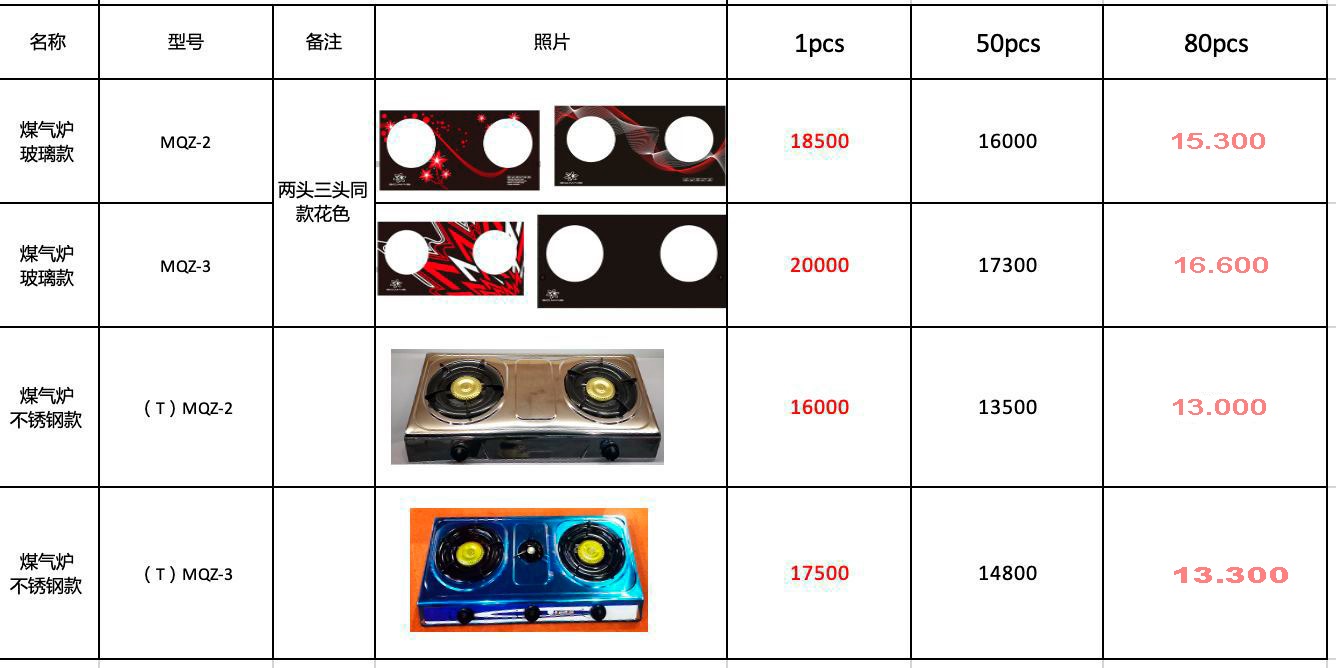 名称
型号
备注
照片
1pcs
50pcs
80pcs
煤气炉
玻璃款
MQZ-2
两头三头同
款花色
18500
16000
15.300
煤气炉
玻璃款
MQZ-3
20000
17300
16.600
煤气炉
不锈钢款
（T）MQZ-2
16000
13500
13.000
煤气炉
不锈钢款
（T）MQZ-3
17500
14800
13.300